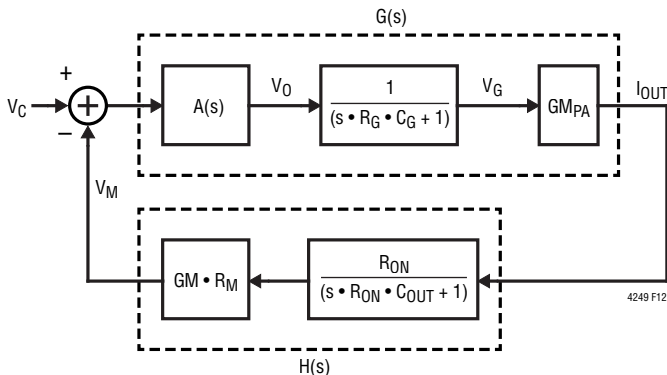 G(s)
+
V_C
+
−
A(s)
V_O
1
(s • R_G • C_G + 1)
V_G
GM_PA
I_OUT
V_M
GM • R_M
R_ON
(s • R_ON • C_OUT + 1)
4249 F12
H(s)